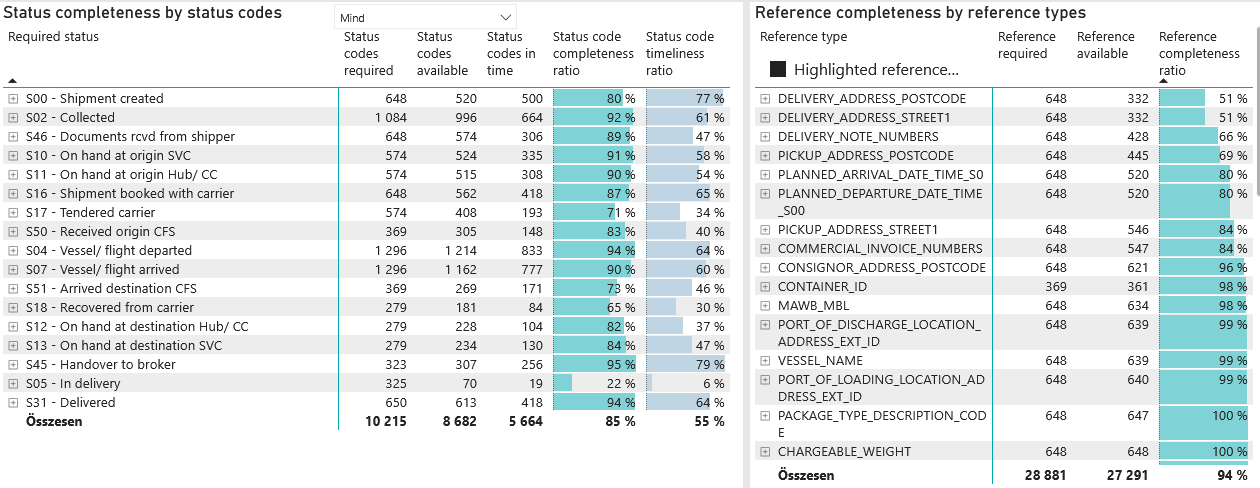 Status completeness by status codes
Mind
Required status
Status codes required
Status codes available
Status codes in time
Status code completeness ratio
Status code timeliness ratio
S00 - Shipment created 648 520 500 80 % 77 %
S02 - Collected 1 084 996 664 92 % 61 %
S46 - Documents rcvd from shipper 648 574 306 89 % 47 %
S10 - On hand at origin SVC 574 524 335 91 % 58 %
S11 - On hand at origin Hub/ CC 574 515 308 90 % 54 %
S16 - Shipment booked with carrier 648 562 418 87 % 65 %
S17 - Tendered carrier 574 408 193 71 % 34 %
S50 - Received origin CFS 369 305 148 83 % 40 %
S04 - Vessel/ flight departed 1 296 1 214 833 94 % 64 %
S07 - Vessel/ flight arrived 1 296 1 162 777 90 % 60 %
S51 - Arrived destination CFS 369 269 171 73 % 46 %
S18 - Recovered from carrier 279 181 84 65 % 30 %
S12 - On hand at destination Hub/ CC 279 228 104 82 % 37 %
S13 - On hand at destination SVC 279 234 130 84 % 47 %
S45 - Handover to broker 323 307 256 95 % 79 %
S05 - In delivery 325 70 19 22 % 6 %
S31 - Delivered 650 613 418 94 % 64 %
Összesen 10 215 8 682 5 664 85 % 55 %
Reference completeness by reference types
Reference type
Reference required
Reference available
Reference completeness ratio
Highlighted reference...
DELIVERY_ADDRESS_POSTCODE 648 332 51 %
DELIVERY_ADDRESS_STREET1 648 332 51 %
DELIVERY_NOTE_NUMBERS 648 428 66 %
PICKUP_ADDRESS_POSTCODE 648 445 69 %
PLANNED_ARRIVAL_DATE_TIME_S0 648 520 80 %
PLANNED_DEPARTURE_DATE_TIME 648 520 80 %
_S00
PICKUP_ADDRESS_STREET1 648 546 84 %
COMMERCIAL_INVOICE_NUMBERS 648 547 84 %
CONSIGNOR_ADDRESS_POSTCODE 648 621 96 %
CONTAINER_ID 369 361 98 %
MAWB_MBL 648 634 98 %
PORT_OF_DISCHARGE_LOCATION_ 648 639 99 %
ADDRESS_EXT_ID
VESSEL_NAME 648 639 99 %
PORT_OF_LOADING_LOCATION_AD 648 640 99 %
DRESS_EXT_ID
PACKAGE_TYPE_DESCRIPTION_COD 648 647 100 %
E
CHARGEABLE_WEIGHT 648 648 100 %
Összesen 28 881 27 291 94 %